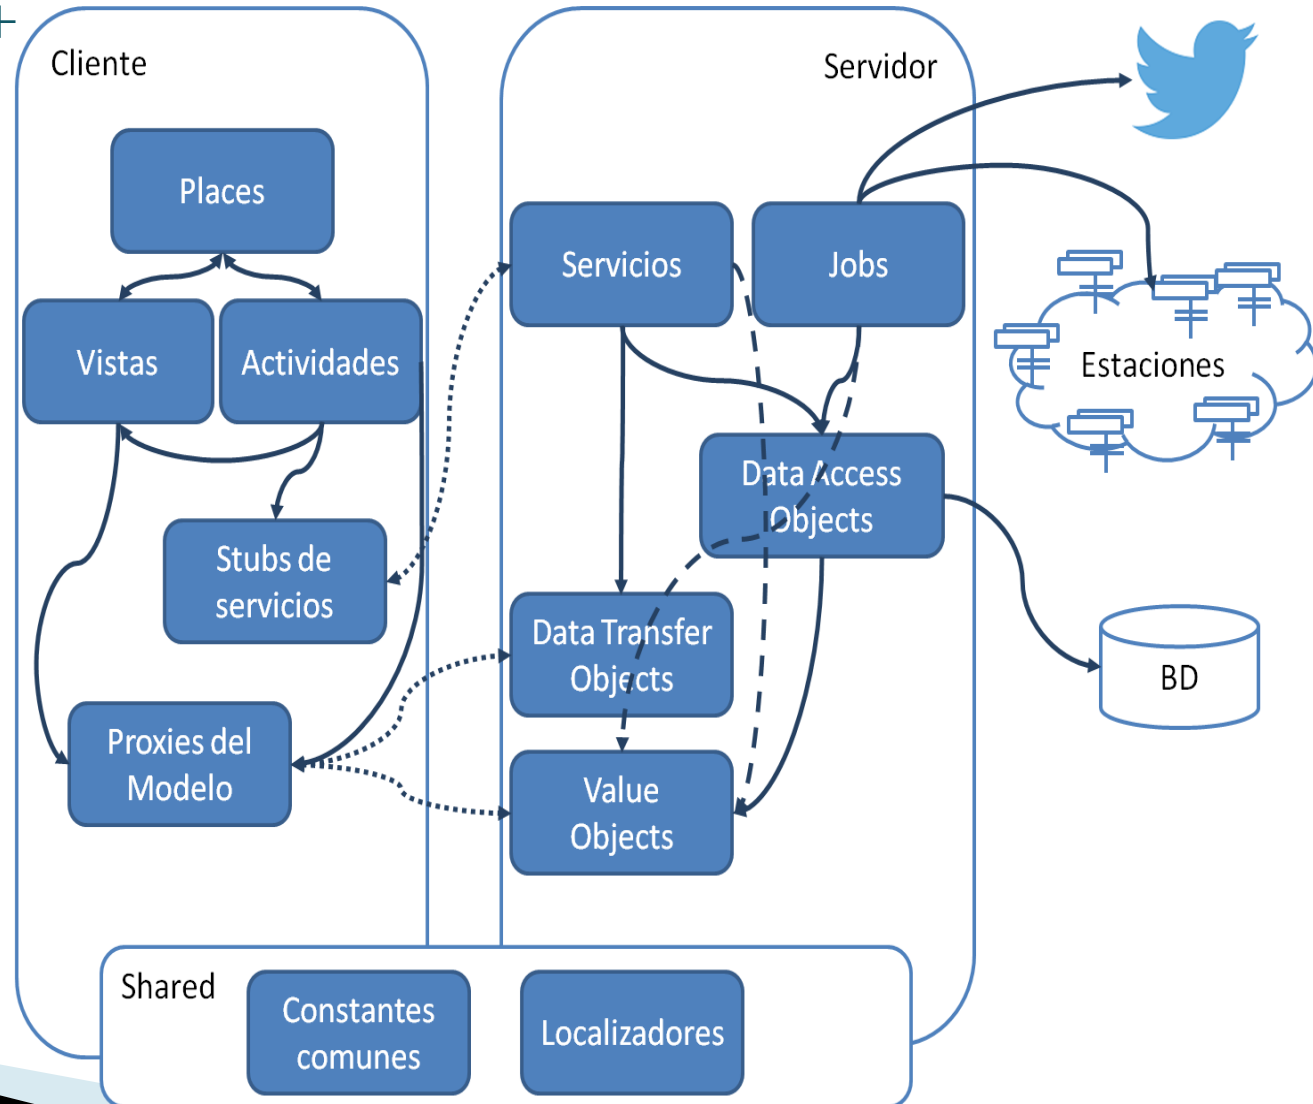 Cliente
Servidor
Places
Servicios
Jobs
Vistas
Actividades
Estaciones
Data Access
Objects
Stubs de
servicios
Data Transfer
Objects
BD
Proxies del
Modelo
Value
Objects
Shared
Constantes
comunes
Localizadores